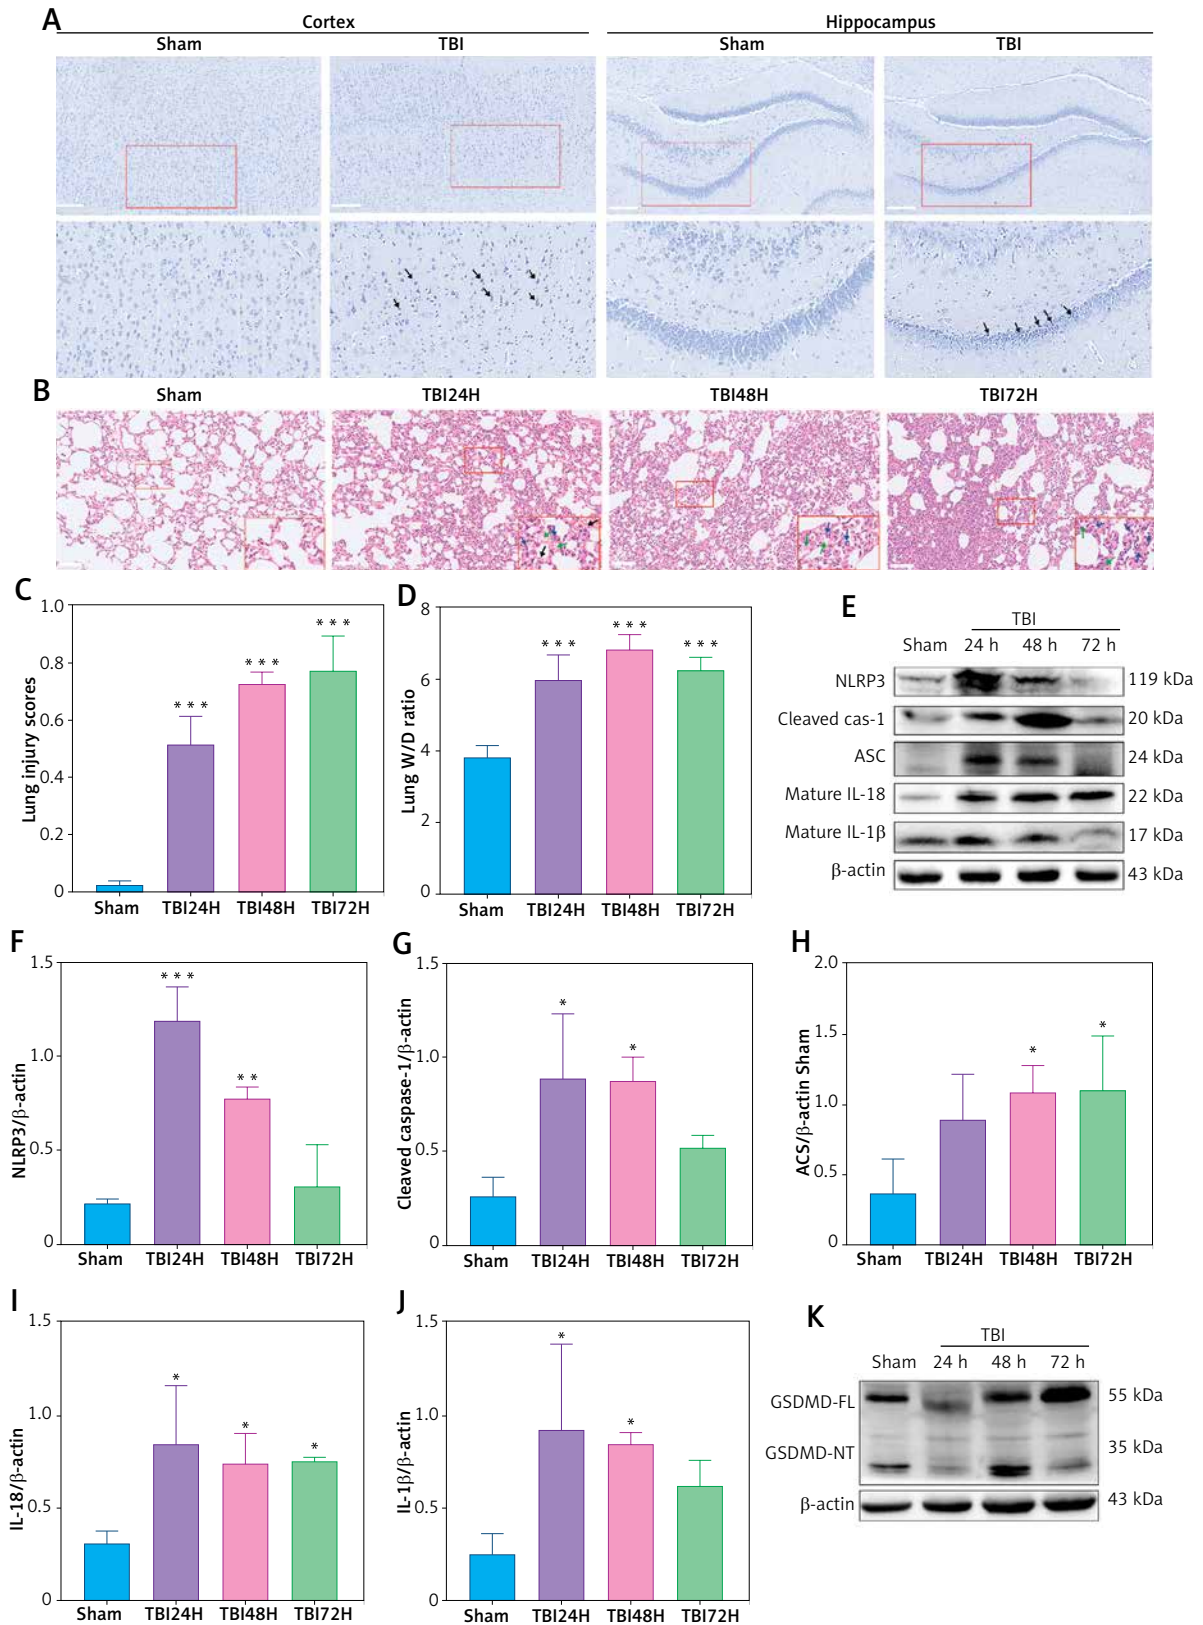 A
Cortex
Hippocampus
Sham
TBI
Sham
TBI
B
Sham
TBI24H
TBI48H
TBI72H
C
Lung injury scores
1.0
0.8
0.6
0.4
0.2
0
* * *
* * *
* * *
Sham
TBI24H
TBI48H
TBI72H
D
Lung W/D ratio
8
6
4
2
0
* * *
* * *
* * *
Sham
TBI24H
TBI48H
TBI72H
E
TBI
Sham 24 h 48 h 72 h
NLRP3 119 kDa
Cleaved cas-1 20 kDa
ASC 24 kDa
Mature IL-18 22 kDa
Mature IL-1β 17 kDa
β-actin 43 kDa
F
NLRP3/β-actin
1.5
1.0
0.5
0
* * *
* *
Sham
TBI24H
TBI48H
TBI72H
G
Cleaved caspase-1/β-actin
1.5
1.0
0.5
0
*
*
Sham
TBI24H
TBI48H
TBI72H
H
ACS/β-actin Sham
2.0
1.5
1.0
0.5
0
*
*
Sham
TBI24H
TBI48H
TBI72H
I
IL-18/β-actin
1.5
1.0
0.5
0
*
*
*
Sham
TBI24H
TBI48H
TBI72H
J
IL-1β/β-actin
1.5
1.0
0.5
0
*
*
Sham
TBI24H
TBI48H
TBI72H
K
TBI
Sham 24 h 48 h 72 h
GSDMD-FL 55 kDa
GSDMD-NT 35 kDa
β-actin 43 kDa